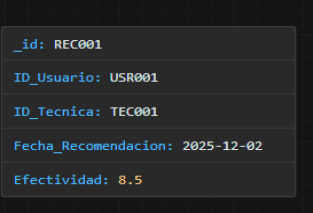 _id: REC001
ID_Usuario: USR001
ID_Tecnica: TEC001
Fecha_Recomendacion: 2025-12-02
Efectividad: 8.5